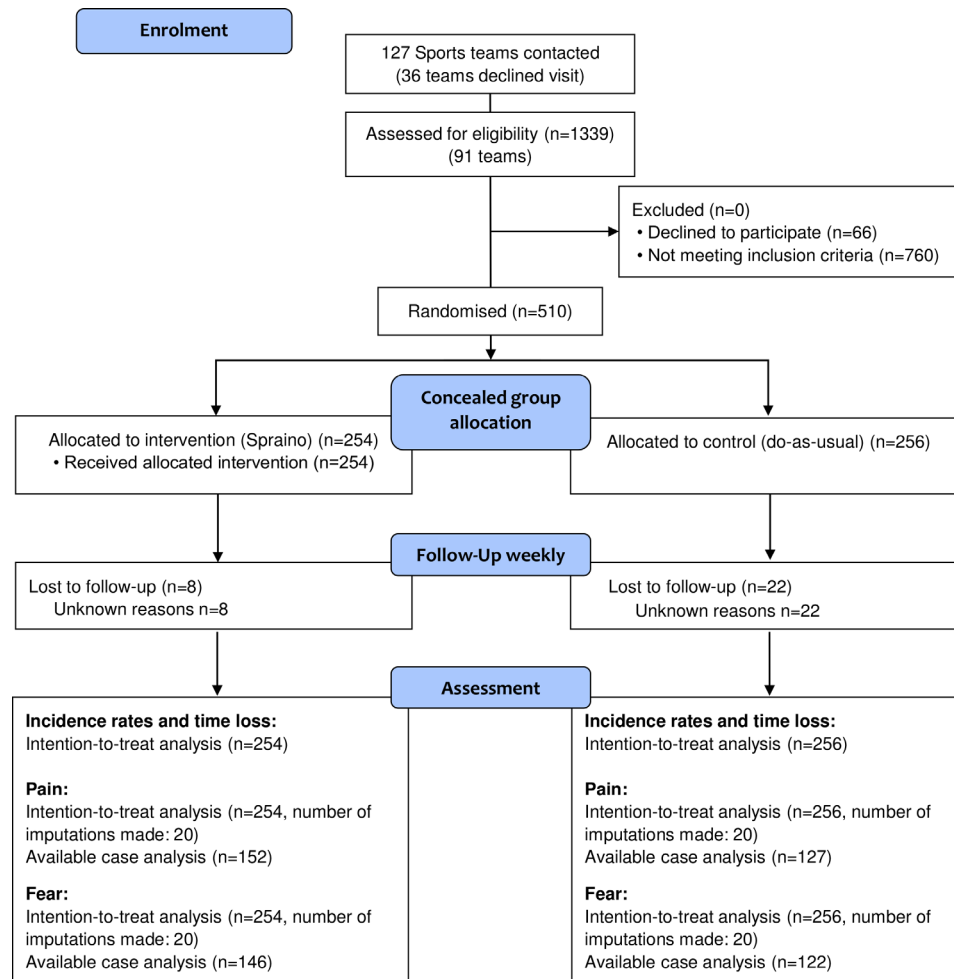 Enrolment
127 Sports teams contacted
(36 teams declined visit)
Assessed for eligibility (n=1339)
(91 teams)
Excluded (n=0)
• Declined to participate (n=66)
• Not meeting inclusion criteria (n=760)
Randomised (n=510)
Concealed group
allocation
Allocated to intervention (Spraino) (n=254)
• Received allocated intervention (n=254)
Allocated to control (do-as-usual) (n=256)
Follow-Up weekly
Lost to follow-up (n=8)
Unknown reasons n=8
Lost to follow-up (n=22)
Unknown reasons n=22
Assessment
Incidence rates and time loss:
Intention-to-treat analysis (n=254)
Pain:
Intention-to-treat analysis (n=254, number of
imputations made: 20)
Available case analysis (n=152)
Fear:
Intention-to-treat analysis (n=254, number of
imputations made: 20)
Available case analysis (n=146)
Incidence rates and time loss:
Intention-to-treat analysis (n=256)
Pain:
Intention-to-treat analysis (n=256, number of
imputations made: 20)
Available case analysis (n=127)
Fear:
Intention-to-treat analysis (n=256, number of
imputations made: 20)
Available case analysis (n=122)